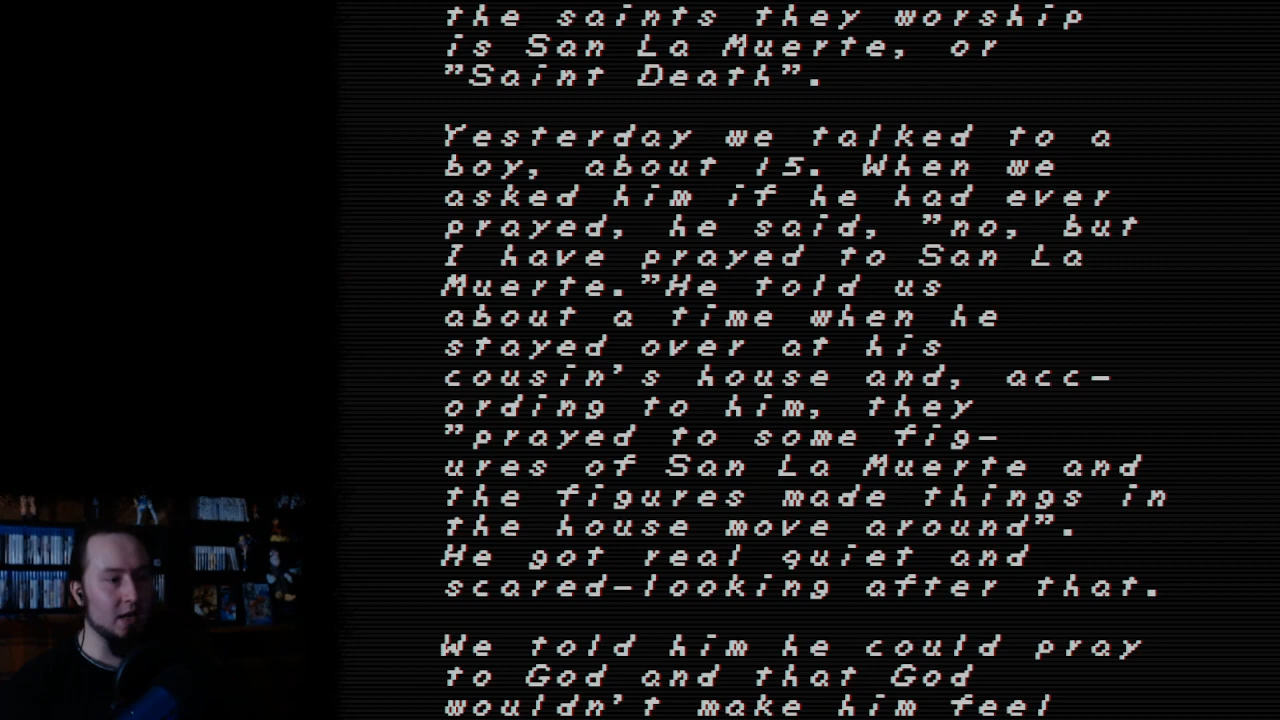 the saints they worship
is San La Muerte, or
"Saint Death".
Yesterday we talked to a
boy, about 15. When we
asked him if he had ever
prayed, he said, "no, but
I have prayed to San La
Muerte."He told us
about a time when he
stayed over at his
cousin's house and, acc-
ording to him, they
"prayed to some fig-
ures of San La Muerte and
the figures made things in
the house move around".
He got real quiet and
scared-looking after that.
We told him he could pray
to God and that God
wouldn't make him feel